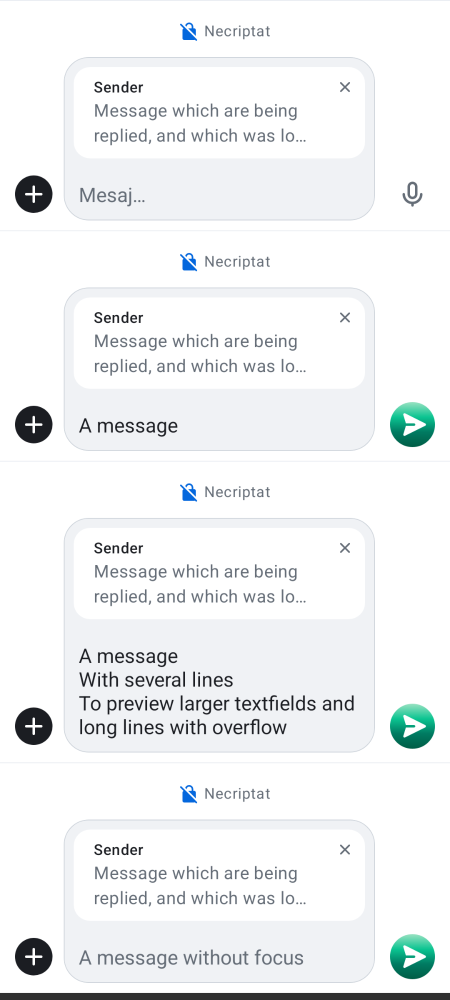 Necriptat
Sender
Message which are being
replied, and which was lo...
Mesaj...
Necriptat
Sender
Message which are being
replied, and which was lo...
A message
Necriptat
Sender
Message which are being
replied, and which was lo...
A message
With several lines
To preview larger textfields and
long lines with overflow
Necriptat
Sender
Message which are being
replied, and which was lo...
A message without focus